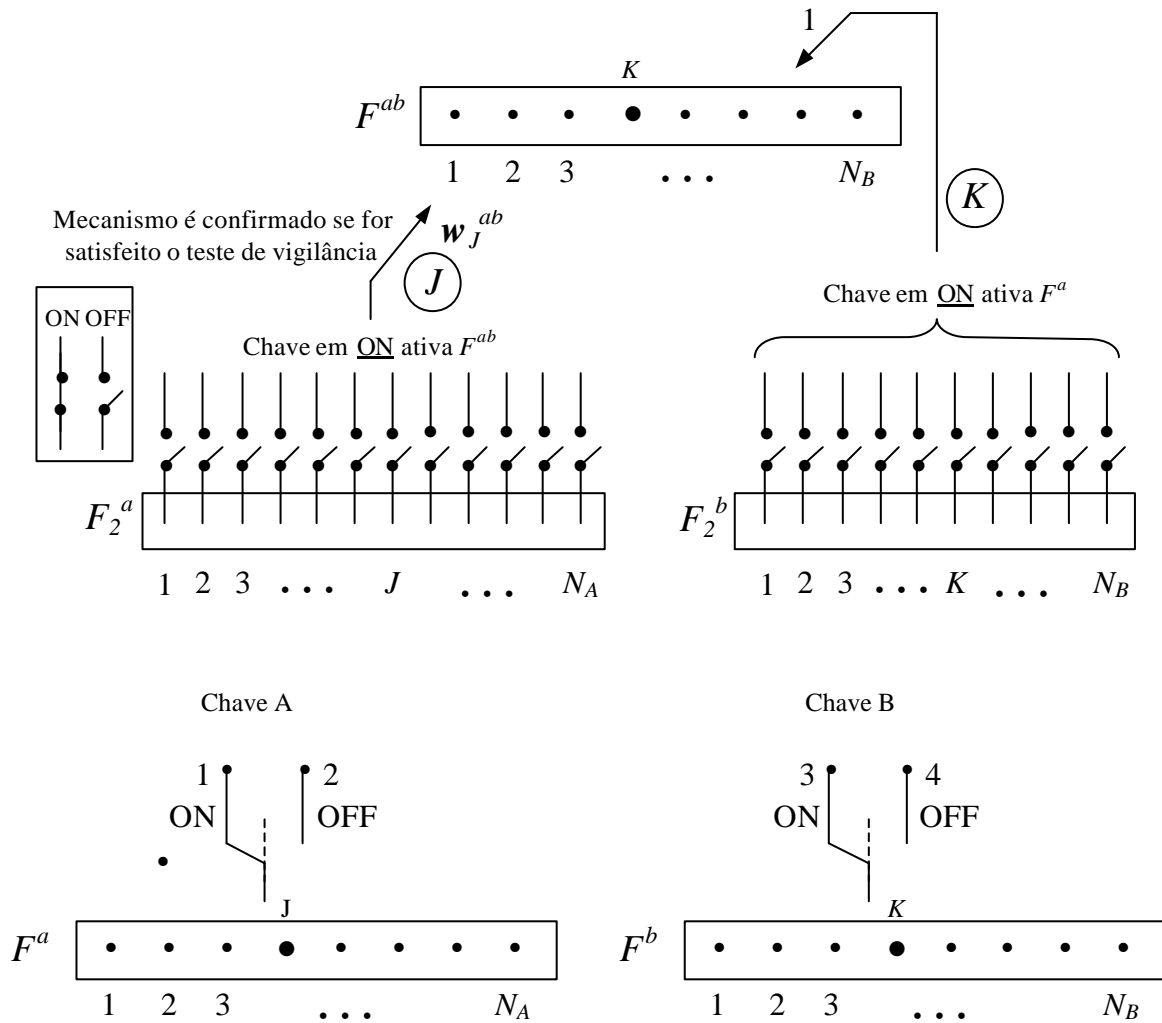 1
K
F^ab
1 2 3 . . . N_B
K
Mecanismo é confirmado se for
satisfeito o teste de vigilância
w_J^ab
J
ON OFF
Chave em ON ativa F^ab
Chave em ON ativa F^a
F_2^a
1 2 3 . . . J . . . N_A
F_2^b
1 2 3 . . . K . . . N_B
Chave A
Chave B
1 2
ON OFF
3 4
ON OFF
J
F^a
1 2 3 . . . N_A
K
F^b
1 2 3 . . . N_B